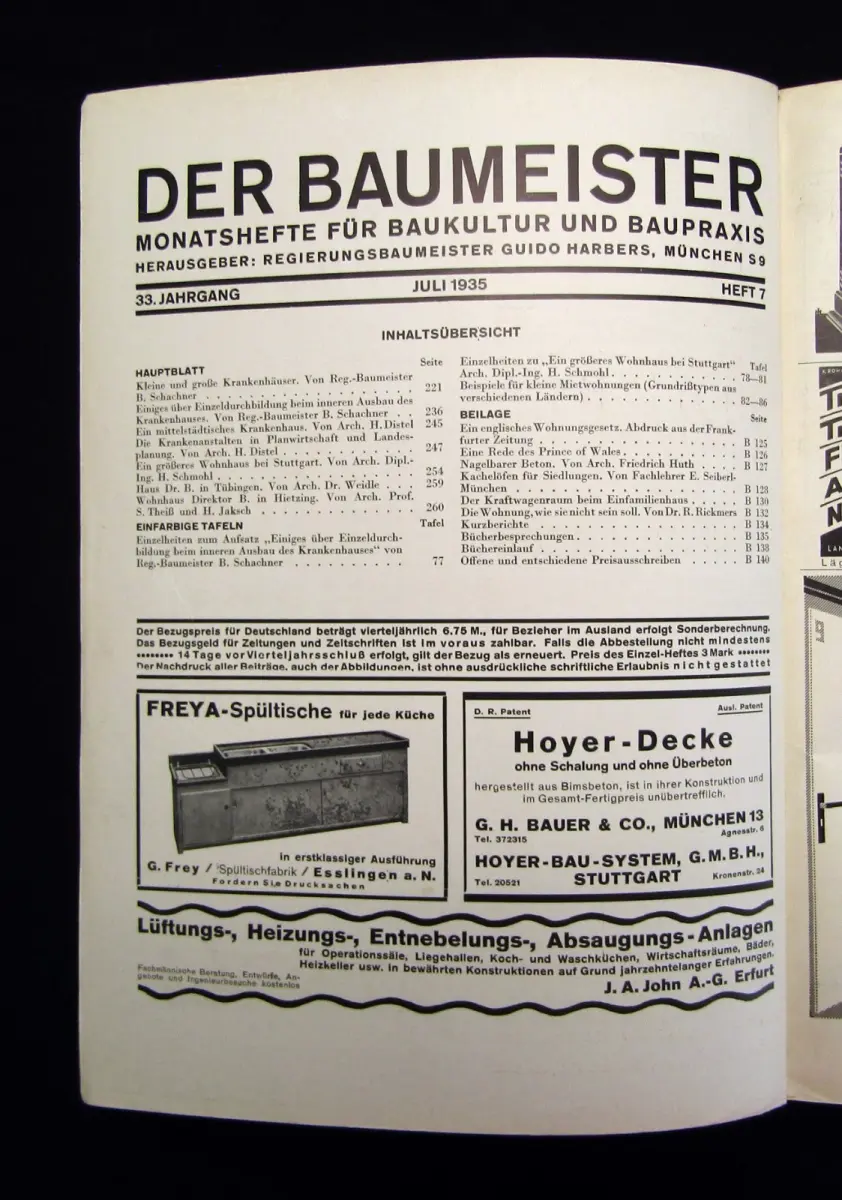 DER BAUMEISTER
MONATSHEFTE FÜR BAUKULTUR UND BAUPRAXIS
HERAUSGEBER: REGIERUNGSBAUMEISTER GUIDO HARBERS, MÜNCHEN S9
33. JAHRGANG JULI 1935 HEFT 7
INHALTSÜBERSICHT
HAUPTBLATT Seite
Kleine und große Krankenhäuser. Von Reg.-Baumeister
B. Schachner . . . . . . . . . . . . . . . . . 221
Einiges über Einzeldurchbildung beim inneren Ausbau des
Krankenhauses. Von Reg.-Baumeister B. Schachner . . 236
Ein mittelstädtisches Krankenhaus. Von Arch. H. Distel 245
Die Krankenanstalten in Planwirtschaft und Landes-
planung. Von Arch. H. Distel . . . . . . . . . . . 247
Ein größeres Wohnhaus bei Stuttgart. Von Arch. Dipl.-
Ing. H. Schmohl . . . . . . . . . . . . . . . . 254
Haus Dr. B. in Tübingen. Von Arch. Dr. Weidle . . . 259
Wohnhaus Direktor B. in Hietzing. Von Arch. Prof.
S. Theiß und H. Jaksch . . . . . . . . . . . . . 260
EINFARBIGE TAFELN Tafel
Einzelheiten zum Aufsatz „Einiges über Einzeldurch-
bildung beim inneren Ausbau des Krankenhauses“ von
Reg.-Baumeister B. Schachner . . . . . . . . . . 77
Einzelheiten zu „Ein größeres Wohnhaus bei Stuttgart“ Tafel
Arch. Dipl.-Ing. H. Schmohl . . . . . . . . . . . 78—81
Beispiele für kleine Mietwohnungen (Grundrißtypen aus
verschiedenen Ländern) . . . . . . . . . . . . . 82—86
BEILAGE Seite
Ein englisches Wohnungsgesetz. Abdruck aus der Frank-
furter Zeitung . . . . . . . . . . . . . . . . . B 125
Eine Rede des Prince of Wales . . . . . . . . . . B 126
Nagelbarer Beton. Von Arch. Friedrich Huth . . . . B 127
Kachelöfen für Siedlungen. Von Fachlehrer E. Seiberl-
München . . . . . . . . . . . . . . . . . . . B 128
Der Kraftwagenraum beim Einfamilienhaus . . . . . B 130
Die Wohnung, wie sie nicht sein soll. Von Dr. R. Rickmers B 132
Kurzberichte . . . . . . . . . . . . . . . . . B 134
Bücherbesprechungen . . . . . . . . . . . . . . B 135
Büchereinlauf . . . . . . . . . . . . . . . . . B 138
Offene und entschiedene Preisausschreiben . . . . . B 140
Der Bezugspreis für Deutschland beträgt vierteljährlich 6.75 M., für Bezieher im Ausland erfolgt Sonderberechnung.
Das Bezugsgeld für Zeitungen und Zeitschriften ist im voraus zahlbar. Falls die Abbestellung nicht mindestens
14 Tage vor Vierteljahrsschluß erfolgt, gilt der Bezug als erneuert. Preis des Einzel-Heftes 3 Mark
Der Nachdruck aller Beiträge, auch der Abbildungen, ist ohne ausdrückliche schriftliche Erlaubnis nicht gestattet
FREYA-Spültische für jede Küche
in erstklassiger Ausführung
G. Frey / Spültischfabrik / Esslingen a. N.
Fordern Sie Drucksachen
D. R. Patent Ausl. Patent
Hoyer-Decke
ohne Schalung und ohne Überbeton
hergestellt aus Bimsbeton, ist in ihrer Konstruktion und
im Gesamt-Fertigpreis unübertrefflich.
G. H. BAUER & CO., MÜNCHEN 13
Tel. 372315 Agnesstr. 6
HOYER-BAU-SYSTEM, G.M.B.H.,
Tel. 20521 STUTTGART Kronenstr. 34
Lüftungs-, Heizungs-, Entnebelungs-, Absaugungs-Anlagen
für Operationssäle, Liegehallen, Koch- und Waschküchen, Wirtschaftsräume, Bäder,
Heizkeller usw. in bewährten Konstruktionen auf Grund jahrzehntelanger Erfahrungen.
Fachmännische Beratung, Entwürfe, An-
gebote und Ingenieurbesuche kostenlos
J. A. John A.-G. Erfurt